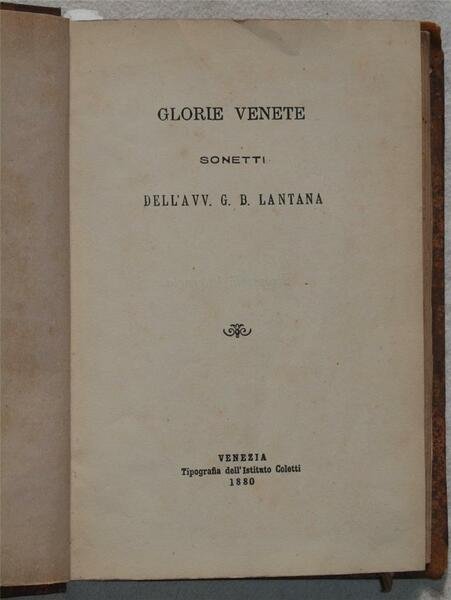 GLORIE VENETE
SONETTI
DELL'AVV. G. B. LANTANA
VENEZIA
Tipografia dell'Istituto Coletti
1880